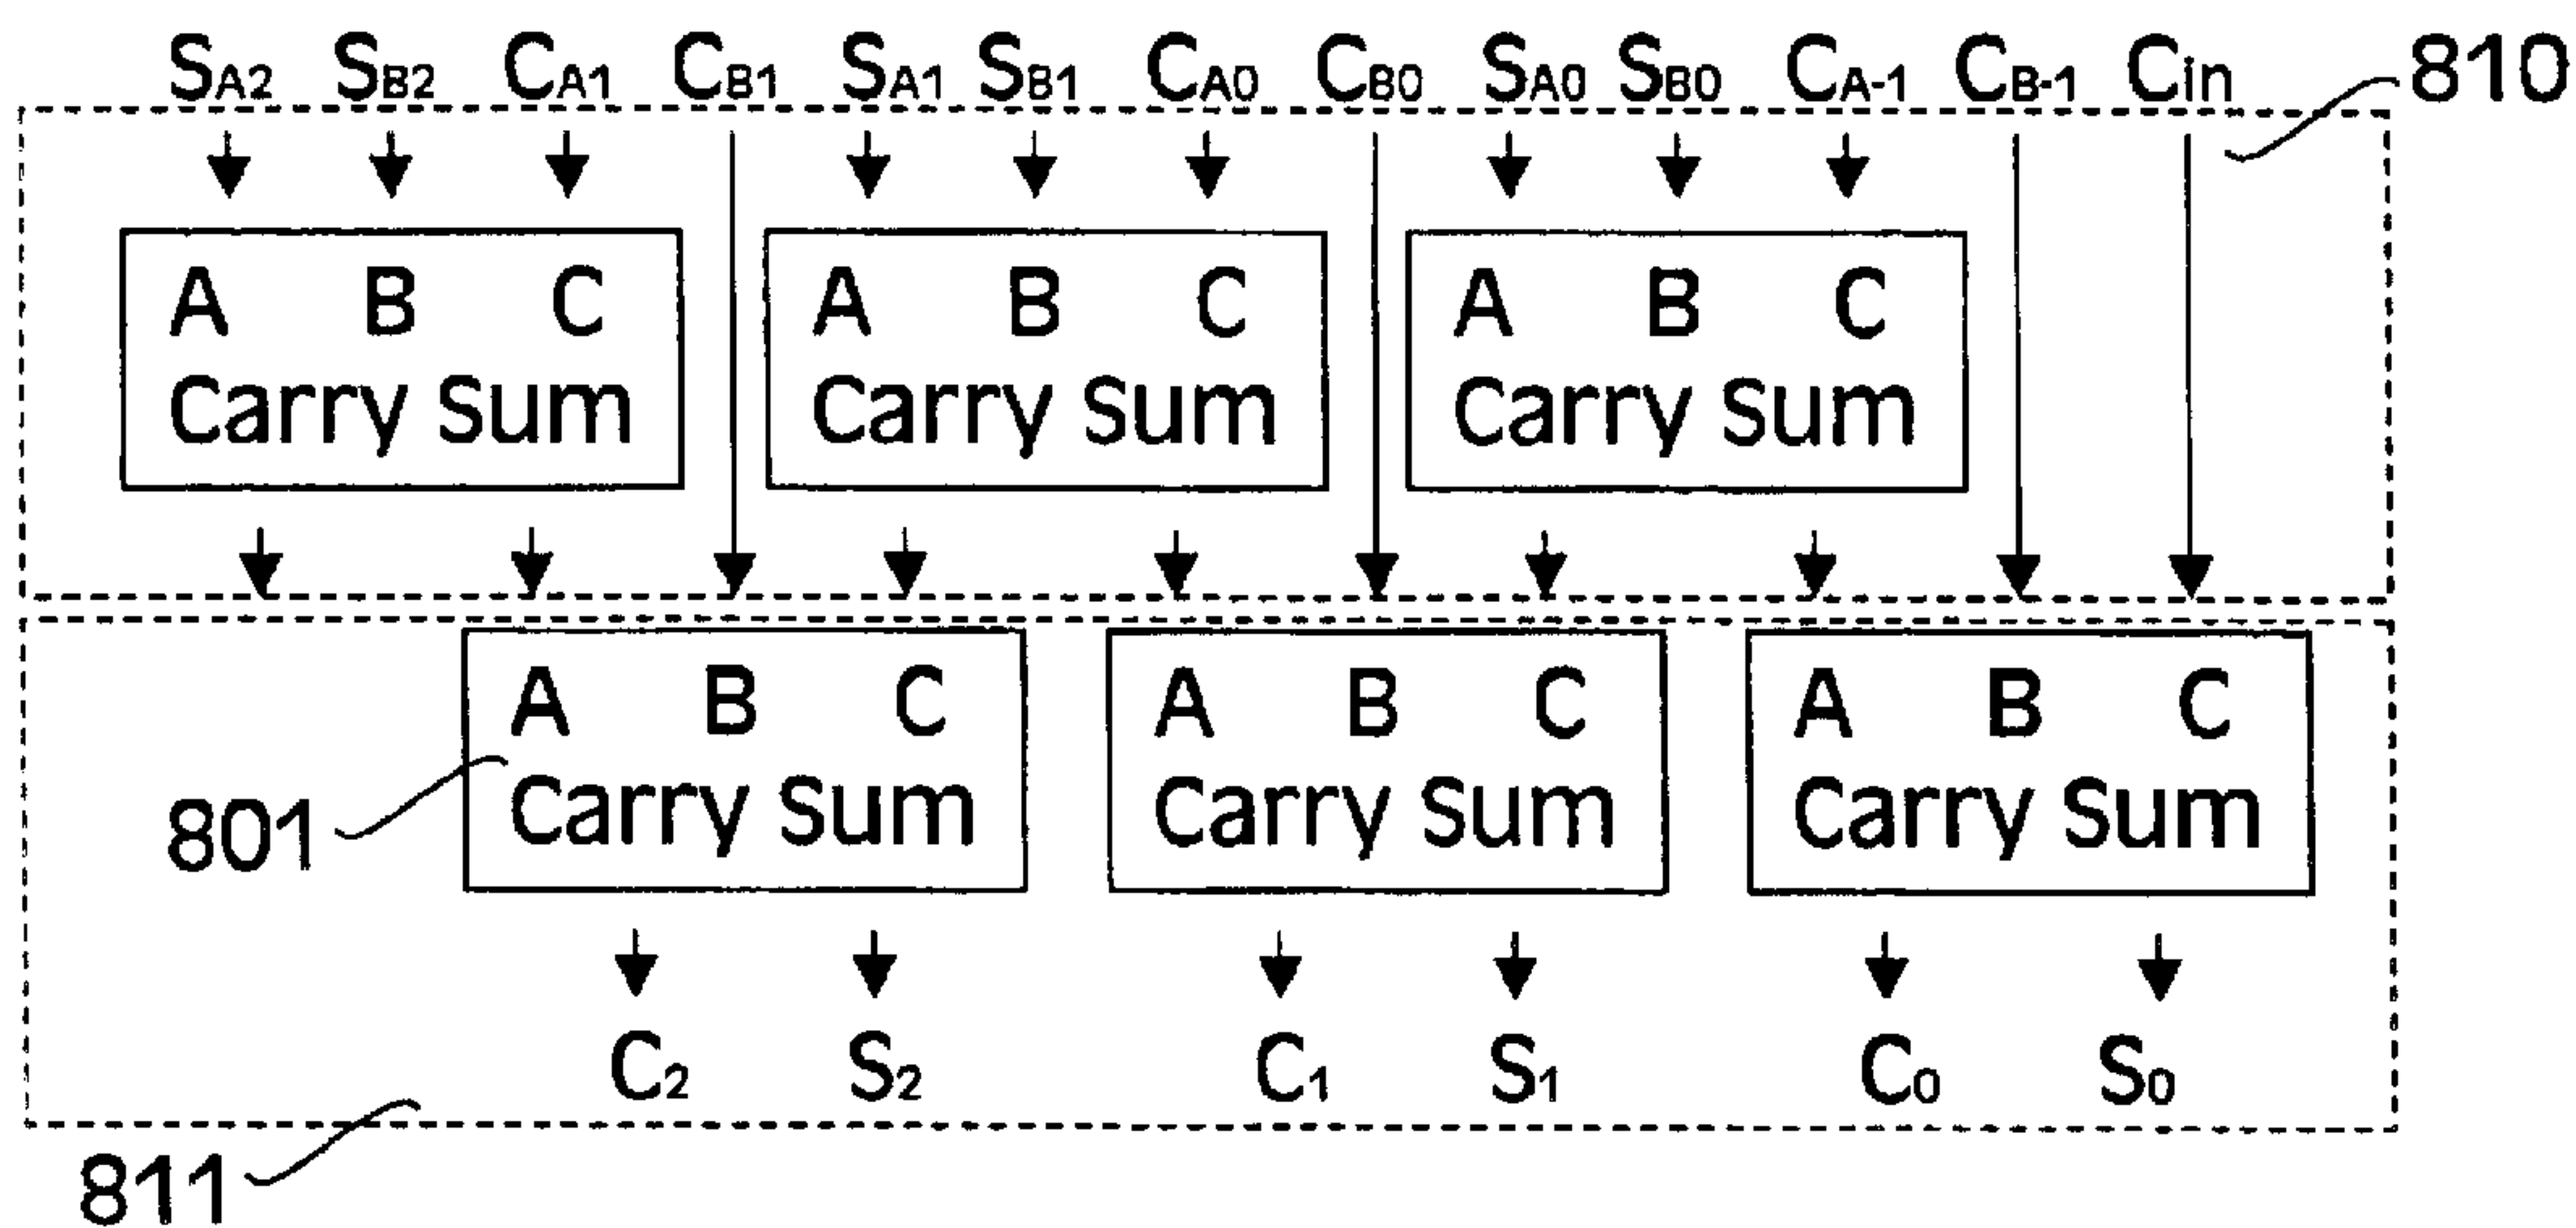 SA2 SB2 CA1 CB1 SA1 SB1 CA0 CB0 SA0 SB0 CA-1 CB-1 Cin 810
A B C A B C A B C
Carry Sum Carry Sum Carry Sum
A B C A B C A B C
801 Carry Sum Carry Sum Carry Sum
C2 S2 C1 S1 C0 S0
811